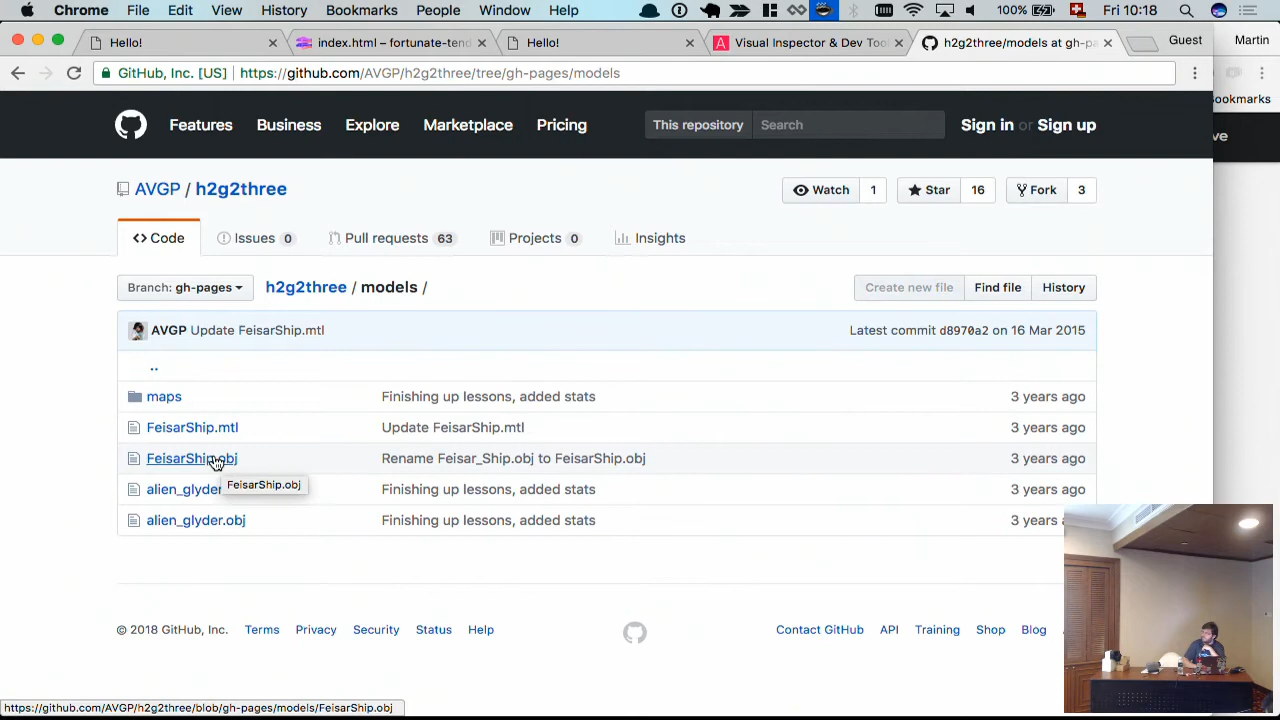 Chrome File Edit View History Bookmarks People Window Help 100% Fri 10:18
Hello! index.html – fortunate-ten Hello! Visual Inspector & Dev Tool h2g2three/models at gh-p Guest Martin
GitHub, Inc. [US] https://github.com/AVGP/h2g2three/tree/gh-pages/models
ookmarks
Features Business Explore Marketplace Pricing This repository Search Sign in or Sign up
ve
AVGP / h2g2three Watch 1 Star 16 Fork 3
Code Issues 0 Pull requests 63 Projects 0 Insights
Branch: gh-pages h2g2three / models / Create new file Find file History
AVGP Update FeisarShip.mtl Latest commit d8970a2 on 16 Mar 2015
..
maps Finishing up lessons, added stats 3 years ago
FeisarShip.mtl Update FeisarShip.mtl 3 years ago
FeisarShip.obj Rename Feisar_Ship.obj to FeisarShip.obj 3 years ago
FeisarShip.obj
alien_glyder Finishing up lessons, added stats 3 years ago
alien_glyder.obj Finishing up lessons, added stats 3 years
© 2018 GitHub, Inc. Terms Privacy Security Status Help Contact GitHub API Training Shop Blog
https://github.com/AVGP/h2g2three/blob/gh-pages/models/FeisarShip.obj